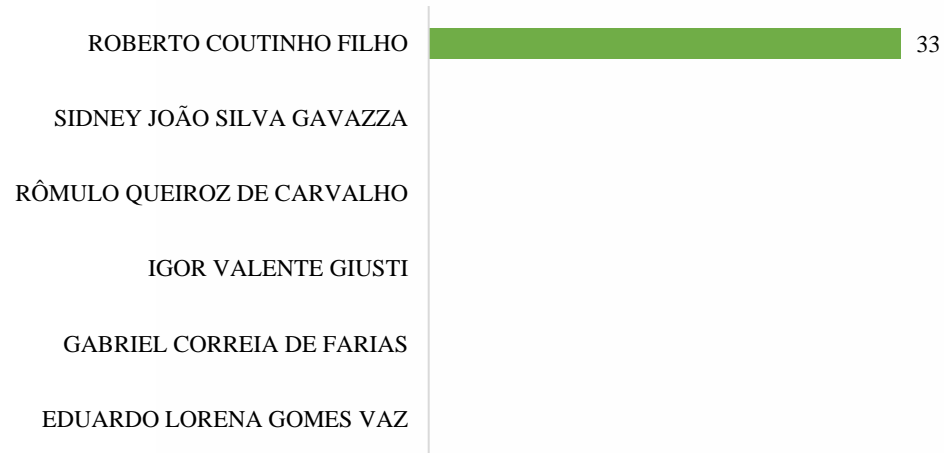 ROBERTO COUTINHO FILHO 33
SIDNEY JOÃO SILVA GAVAZZA
RÔMULO QUEIROZ DE CARVALHO
IGOR VALENTE GIUSTI
GABRIEL CORREIA DE FARIAS
EDUARDO LORENA GOMES VAZ